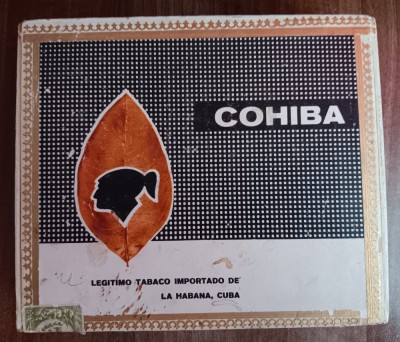 COHIBA
LEGITIMO TABACO IMPORTADO DE
LA HABANA, CUBA